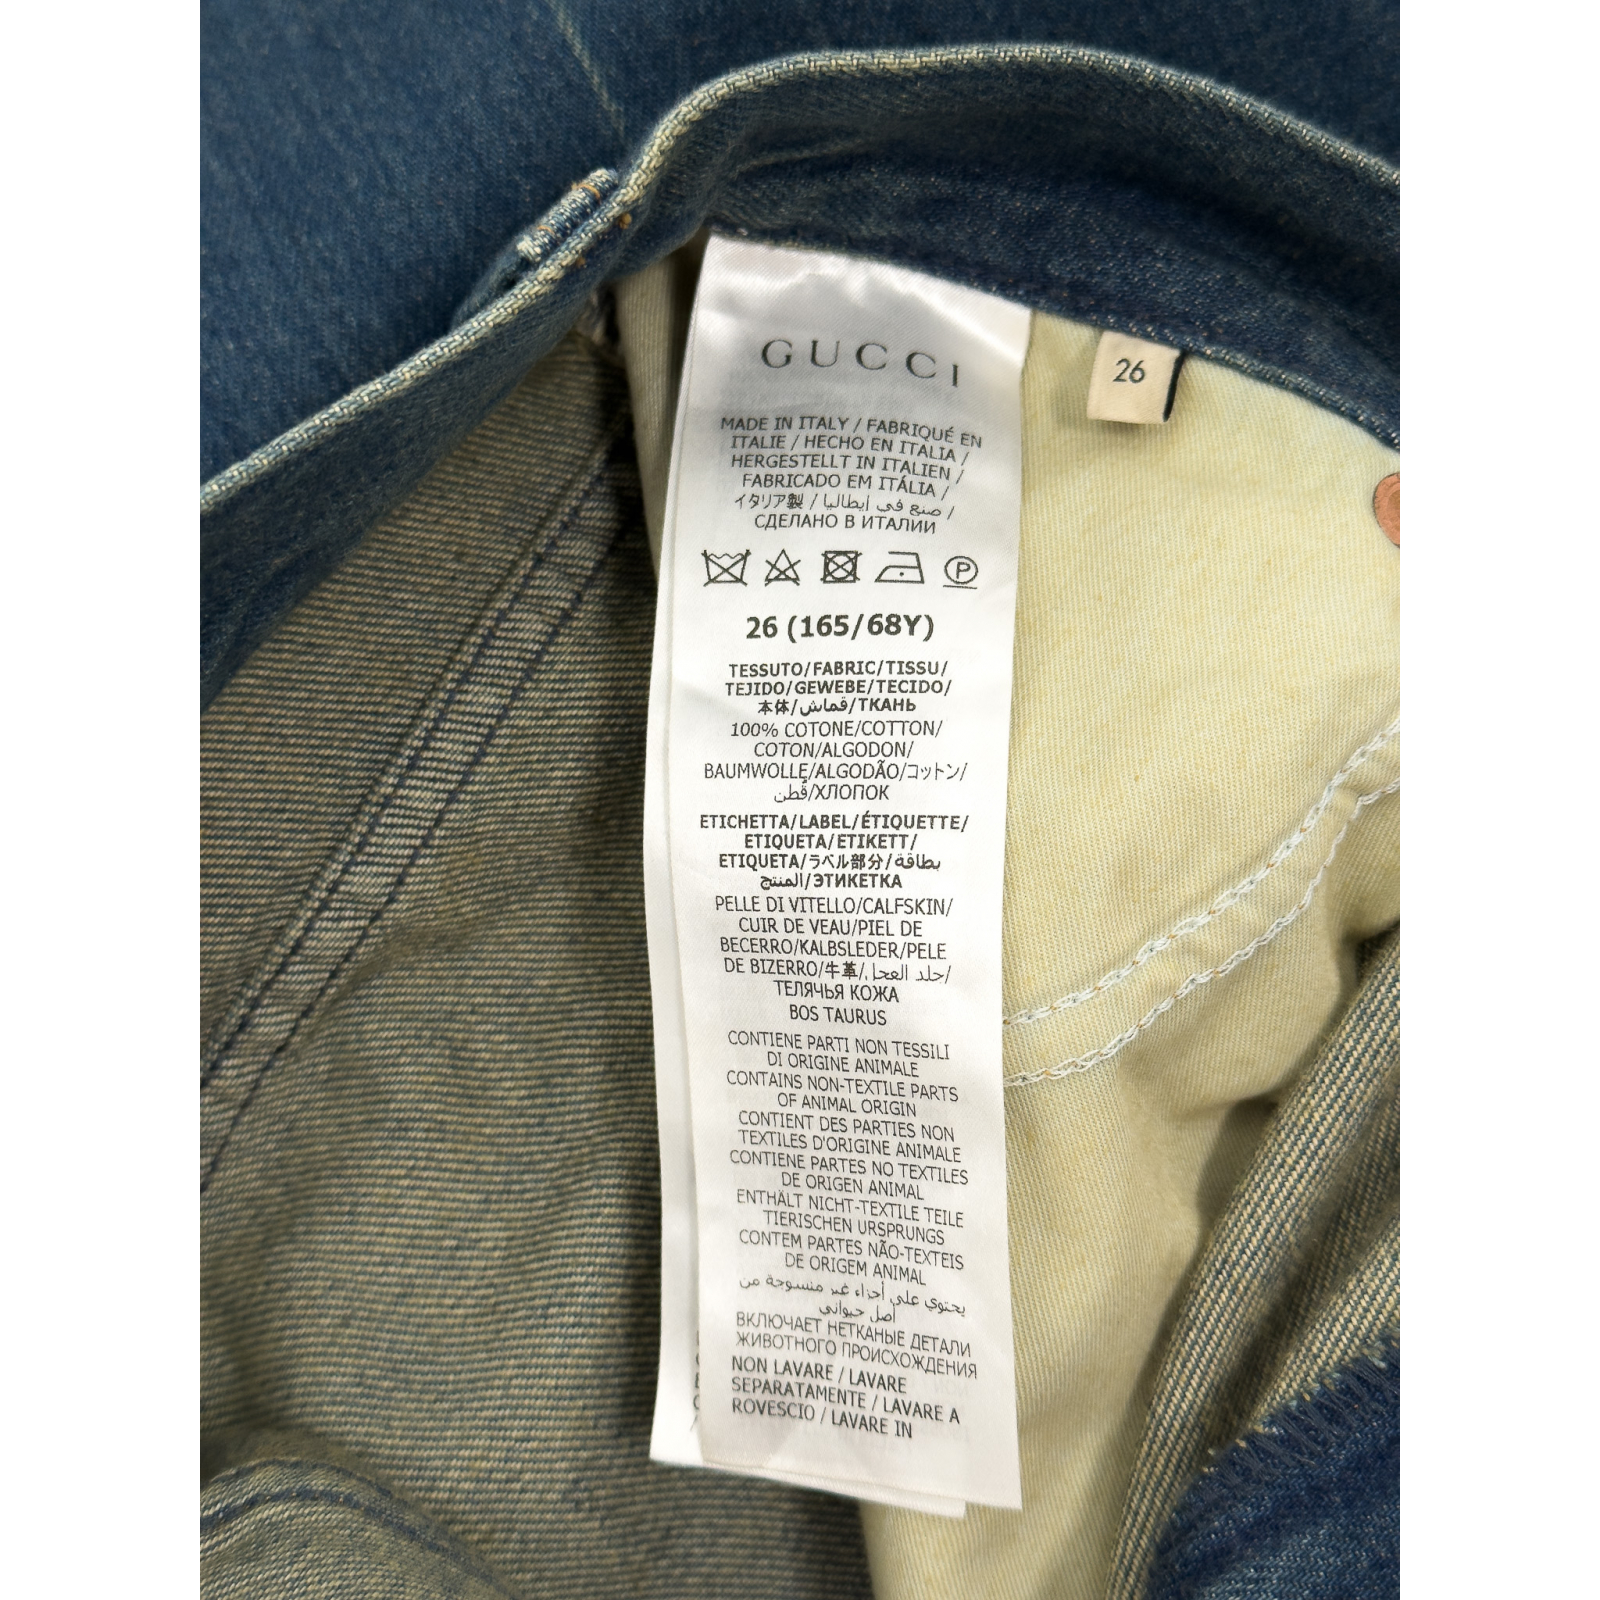 GUCCI
26
MADE IN ITALY / FABRIQUÉ EN
ITALIE / HECHO EN ITALIA /
HERGESTELLT IN ITALIEN /
FABRICADO EM ITÁLIA /
イタリア製 / صنع في ايطاليا /
СДЕЛАНО В ИТАЛИИ
P
26 (165/68Y)
TESSUTO/FABRIC/TISSU/
TEJIDO/GEWEBE/TECIDO/
本体/قماش/ТКАНЬ
100% COTONE/COTTON/
COTON/ALGODON/
BAUMWOLLE/ALGODÃO/コットン/
قطن/ХЛОПОК
ETICHETTA/LABEL/ÉTIQUETTE/
ETIQUETA/ETIKETT/
ETIQUETA/ラベル部分/بطاقة
المنتج/ЭТИКЕТКА
PELLE DI VITELLO/CALFSKIN/
CUIR DE VEAU/PIEL DE
BECERRO/KALBSLEDER/PELE
DE BIZERRO/牛革/جلد العجل/
ТЕЛЯЧЬЯ КОЖА
BOS TAURUS
CONTIENE PARTI NON TESSILI
DI ORIGINE ANIMALE
CONTAINS NON-TEXTILE PARTS
OF ANIMAL ORIGIN
CONTIENT DES PARTIES NON
TEXTILES D'ORIGINE ANIMALE
CONTIENE PARTES NO TEXTILES
DE ORIGEN ANIMAL
ENTHÄLT NICHT-TEXTILE TEILE
TIERISCHEN URSPRUNGS
CONTEM PARTES NÃO-TEXTEIS
DE ORIGEM ANIMAL
يحتوي على أجزاء غير منسوجة من
أصل حيواني
ВКЛЮЧАЕТ НЕТКАНЫЕ ДЕТАЛИ
ЖИВОТНОГО ПРОИСХОЖДЕНИЯ
NON LAVARE / LAVARE
SEPARATAMENTE / LAVARE A
ROVESCIO / LAVARE IN